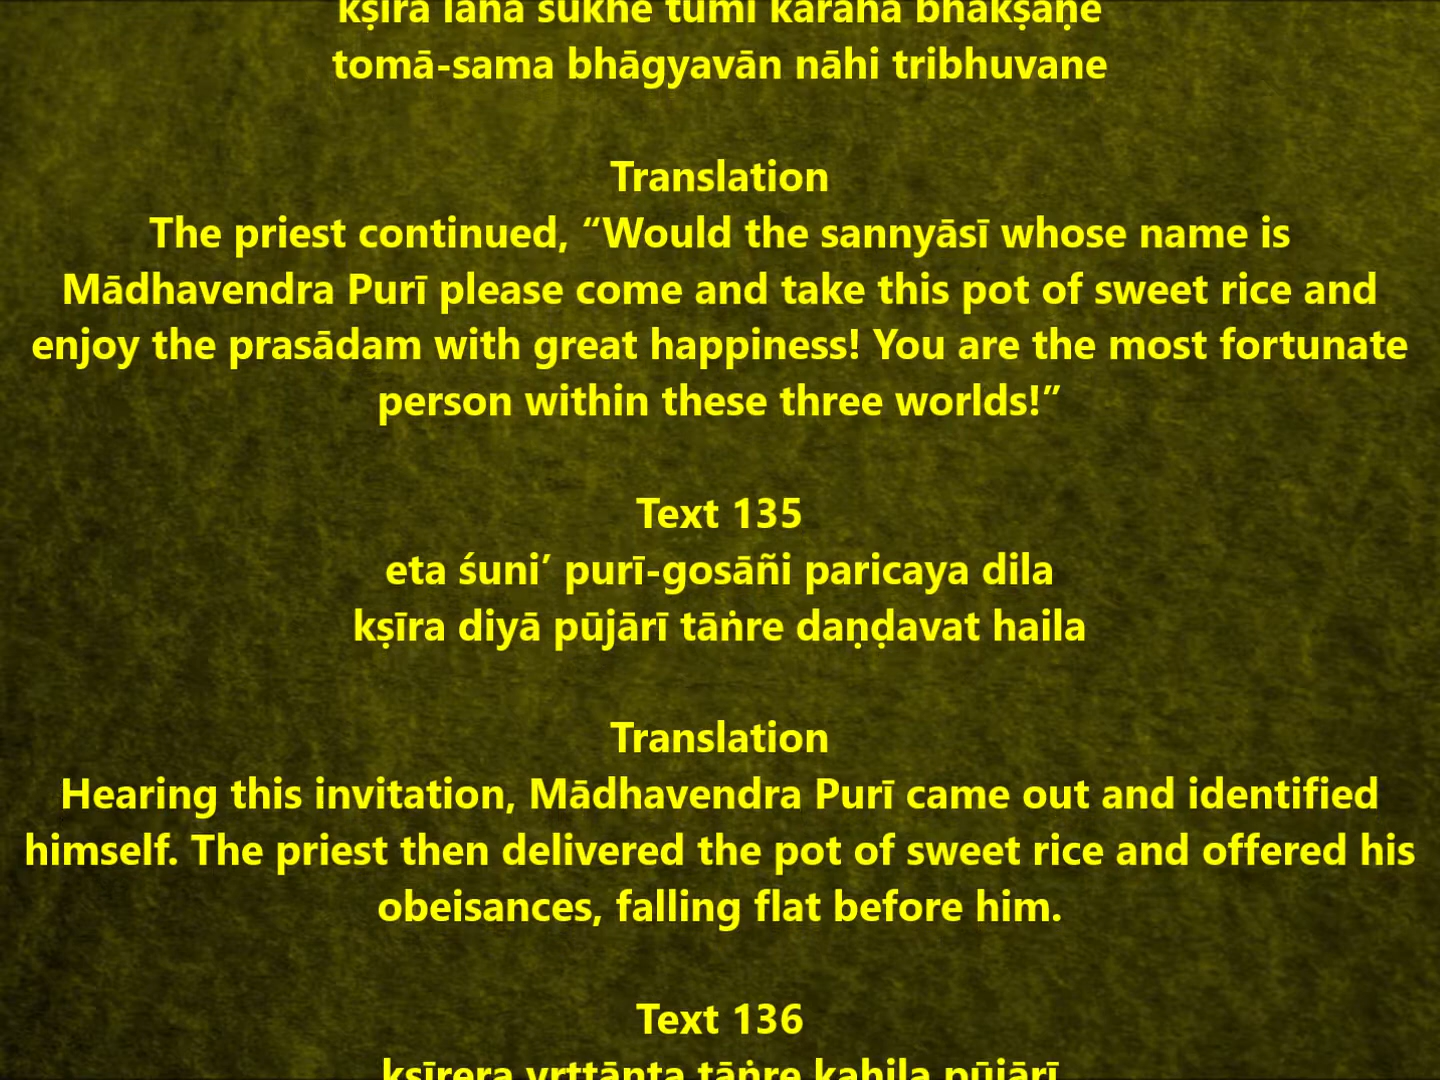 kṣīra lañā sukhe tumi karaha bhakṣaṇe
tomā-sama bhāgyavān nāhi tribhuvane
Translation
The priest continued, “Would the sannyāsī whose name is
Mādhavendra Purī please come and take this pot of sweet rice and
enjoy the prasādam with great happiness! You are the most fortunate
person within these three worlds!”
Text 135
eta śuni’ purī-gosāñi paricaya dila
kṣīra diyā pūjārī tāṅre daṇḍavat haila
Translation
Hearing this invitation, Mādhavendra Purī came out and identified
himself. The priest then delivered the pot of sweet rice and offered his
obeisances, falling flat before him.
Text 136
kṣīrera vṛttānta tāṅre kahila pūjārī